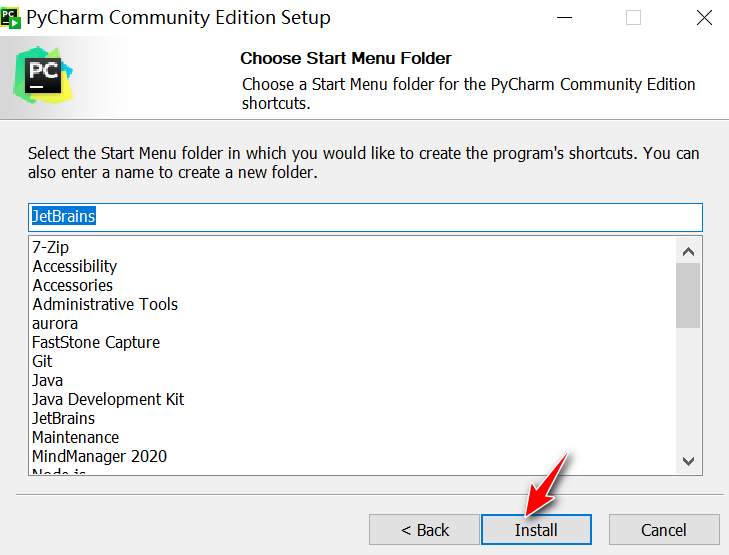 PyCharm Community Edition Setup
PC
Choose Start Menu Folder
Choose a Start Menu folder for the PyCharm Community Edition
shortcuts.
Select the Start Menu folder in which you would like to create the program's shortcuts. You can
also enter a name to create a new folder.
JetBrains
7-Zip
Accessibility
Accessories
Administrative Tools
aurora
FastStone Capture
Git
Java
Java Development Kit
JetBrains
Maintenance
MindManager 2020
Node.js
< Back
Install
Cancel